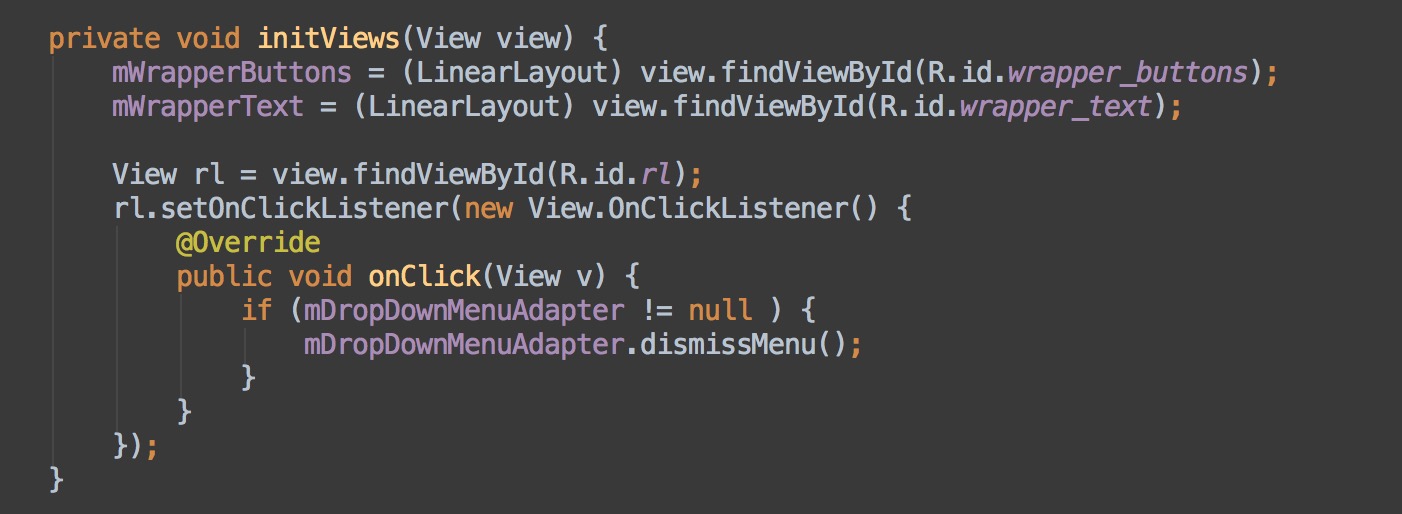 private void initViews(View view) {
    mWrapperButtons = (LinearLayout) view.findViewById(R.id.wrapper_buttons);
    mWrapperText = (LinearLayout) view.findViewById(R.id.wrapper_text);

    View rl = view.findViewById(R.id.rl);
    rl.setOnClickListener(new View.OnClickListener() {
        @Override
        public void onClick(View v) {
            if (mDropDownMenuAdapter != null ) {
                mDropDownMenuAdapter.dismissMenu();
            }
        }
    });
}